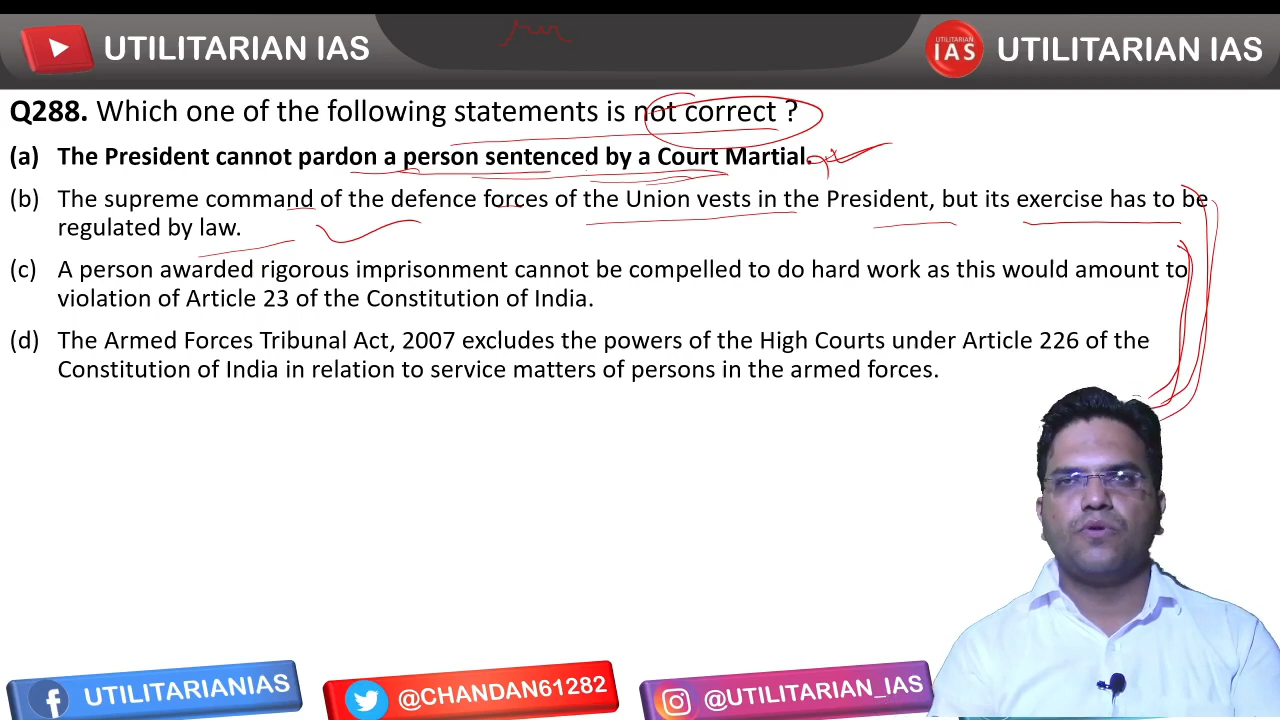 UTILITARIAN IAS
UTILITARIAN
IAS
UTILITARIAN IAS
Q288. Which one of the following statements is not correct ?
(a) The President cannot pardon a person sentenced by a Court Martial.
(b) The supreme command of the defence forces of the Union vests in the President, but its exercise has to be
regulated by law.
(c) A person awarded rigorous imprisonment cannot be compelled to do hard work as this would amount to
violation of Article 23 of the Constitution of India.
(d) The Armed Forces Tribunal Act, 2007 excludes the powers of the High Courts under Article 226 of the
Constitution of India in relation to service matters of persons in the armed forces.
UTILITARIANIAS
@CHANDAN61282
@UTILITARIAN_IAS